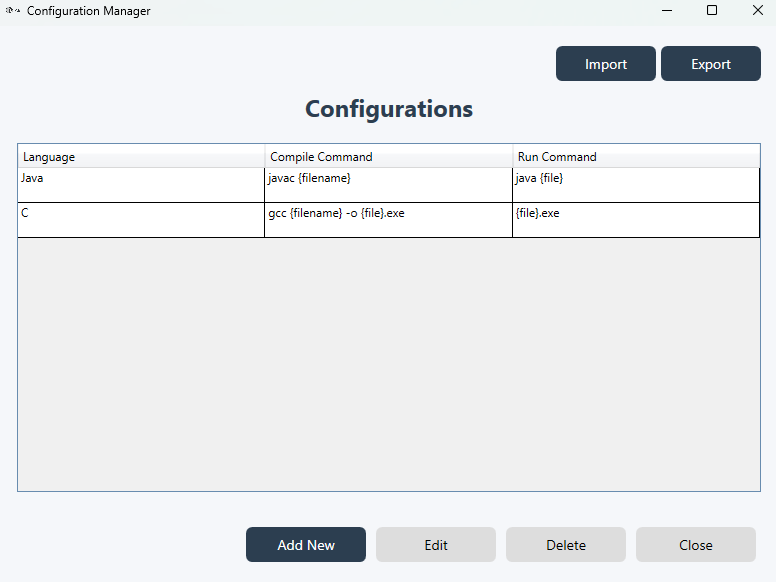 Configuration Manager
Import Export
Configurations
Language Compile Command Run Command
Java javac {filename} java {file}
C gcc {filename} -o {file}.exe {file}.exe
Add New Edit Delete Close